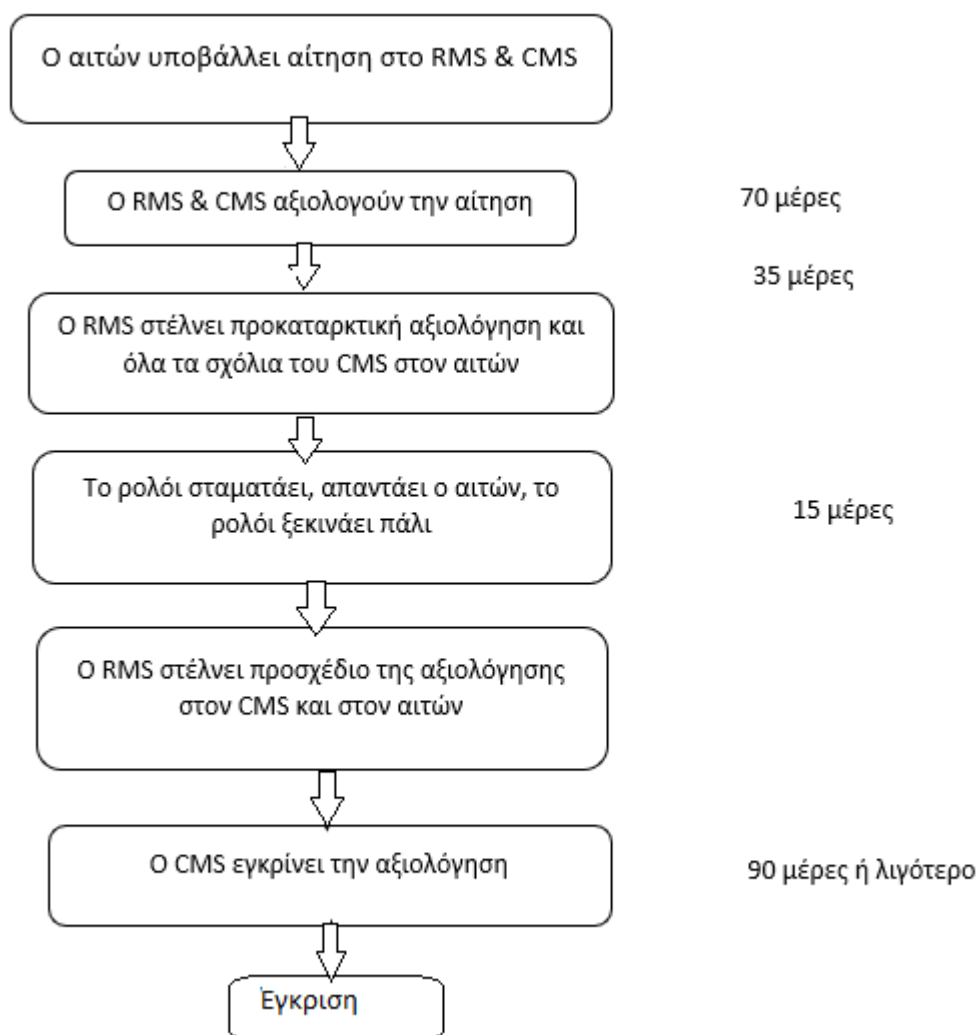 Ο αιτών υποβάλλει αίτηση στο RMS & CMS
Ο RMS & CMS αξιολογούν την αίτηση
70 μέρες
35 μέρες
Ο RMS στέλνει προκαταρκτική αξιολόγηση και
όλα τα σχόλια του CMS στον αιτών
Το ρολόι σταματάει, απαντάει ο αιτών, το
ρολόι ξεκινάει πάλι
15 μέρες
Ο RMS στέλνει προσχέδιο της αξιολόγησης
στον CMS και στον αιτών
Ο CMS εγκρίνει την αξιολόγηση
90 μέρες ή λιγότερο
Έγκριση